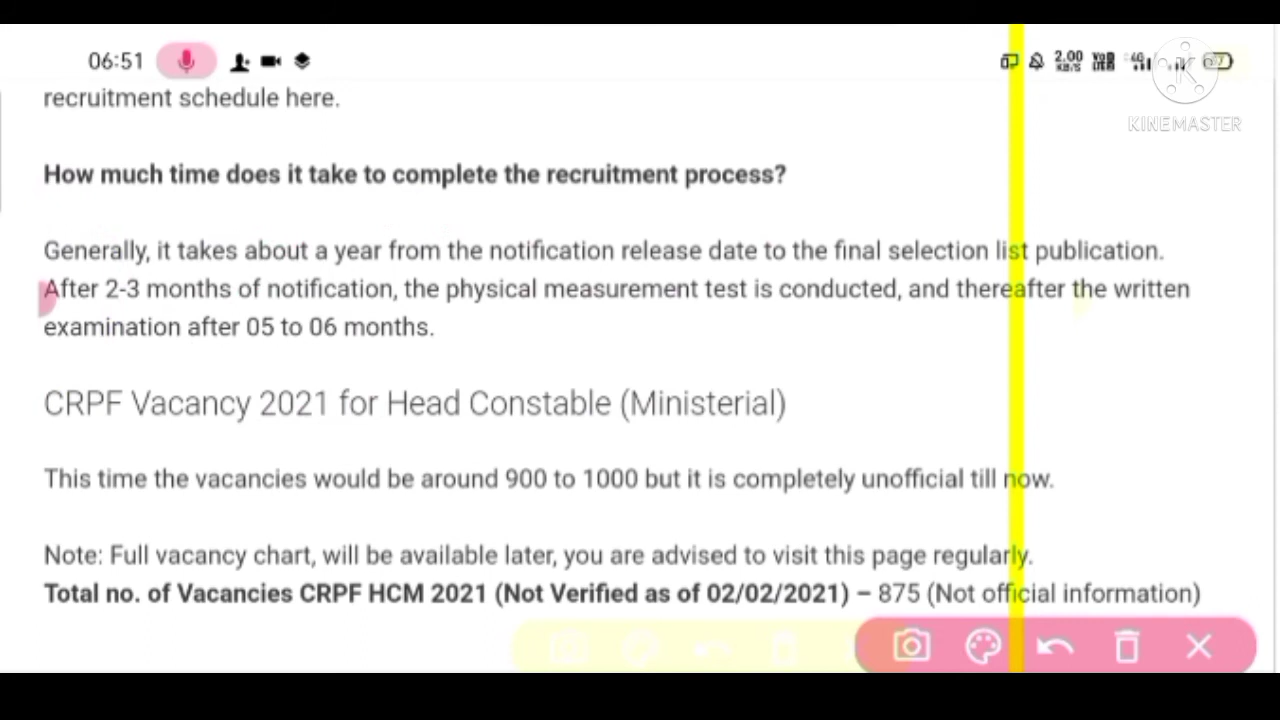 06:51
2.00
KB/S
4G
KINEMASTER
recruitment schedule here.
How much time does it take to complete the recruitment process?
Generally, it takes about a year from the notification release date to the final selection list publication.
After 2-3 months of notification, the physical measurement test is conducted, and thereafter the written
examination after 05 to 06 months.
CRPF Vacancy 2021 for Head Constable (Ministerial)
This time the vacancies would be around 900 to 1000 but it is completely unofficial till now.
Note: Full vacancy chart, will be available later, you are advised to visit this page regularly.
Total no. of Vacancies CRPF HCM 2021 (Not Verified as of 02/02/2021) – 875 (Not official information)